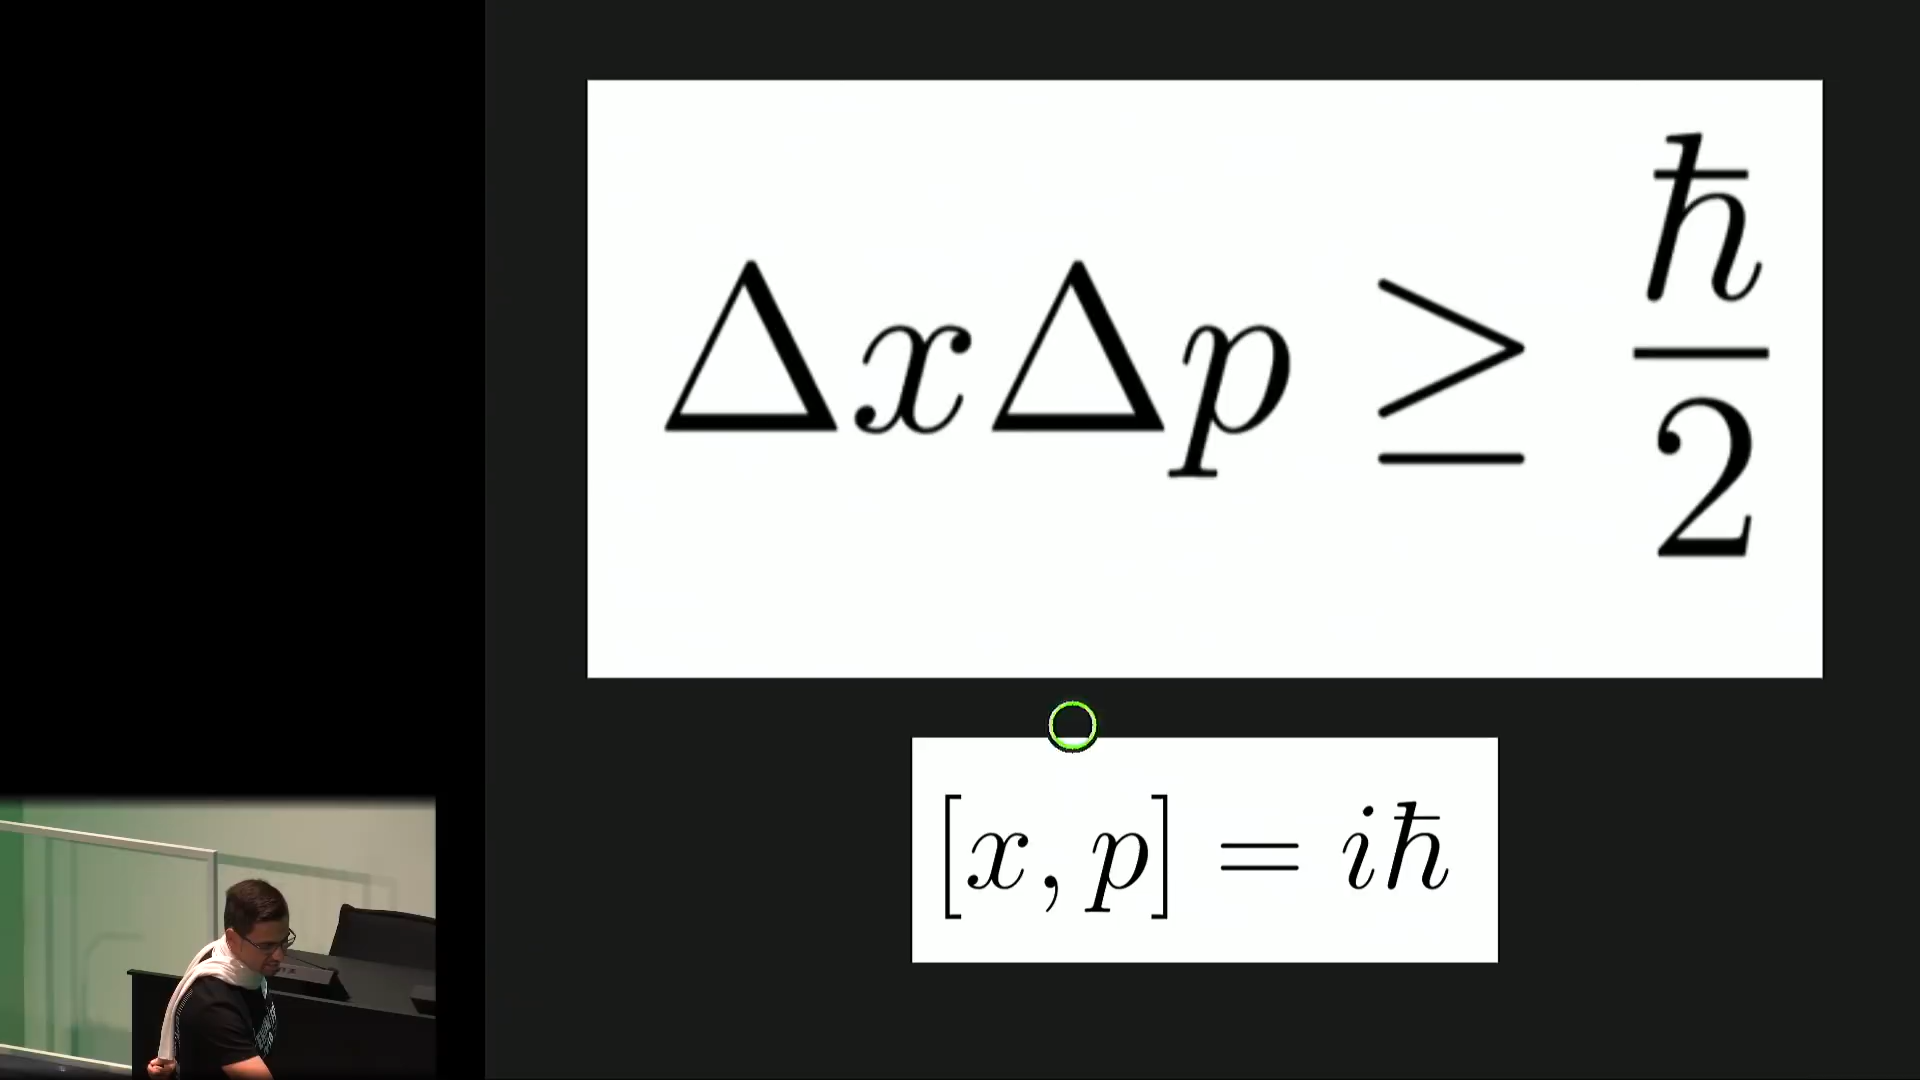 ΔxΔp ≥ ħ/2
[x, p] = iħ